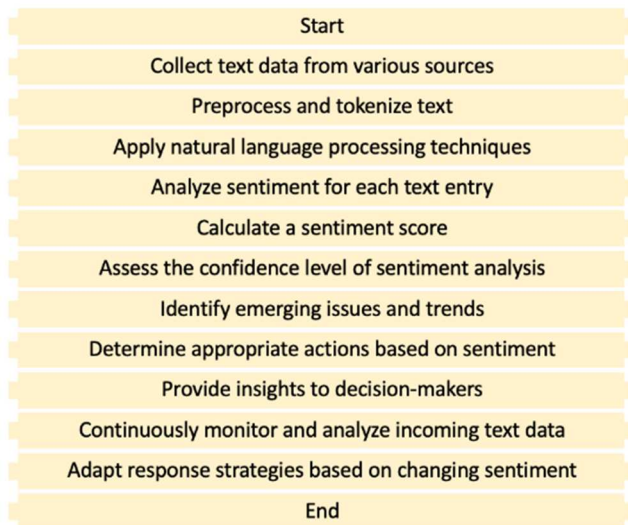 Start
Collect text data from various sources
Preprocess and tokenize text
Apply natural language processing techniques
Analyze sentiment for each text entry
Calculate a sentiment score
Assess the confidence level of sentiment analysis
Identify emerging issues and trends
Determine appropriate actions based on sentiment
Provide insights to decision-makers
Continuously monitor and analyze incoming text data
Adapt response strategies based on changing sentiment
End